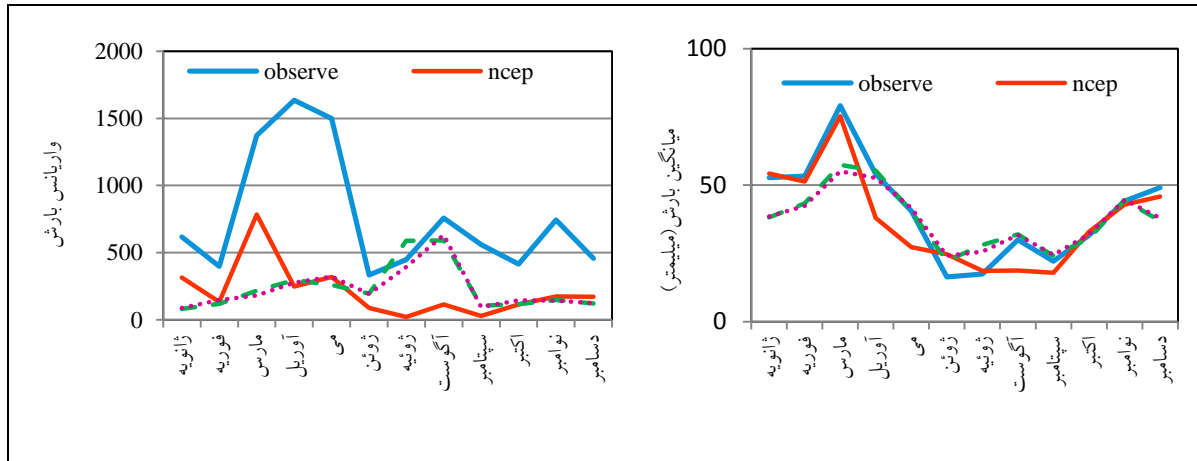 2000
1500
1000
500
0
واریانس بارش
observe
ncep
ژانویه
فوریه
مارس
آوریل
می
ژوئن
ژوئیه
آگوست
سپتامبر
اکتبر
نوامبر
دسامبر
100
50
0
میانگین بارش(میلیمتر)
observe
ncep
ژانویه
فوریه
مارس
آوریل
می
ژوئن
ژوئیه
آگوست
سپتامبر
اکتبر
نوامبر
دسامبر